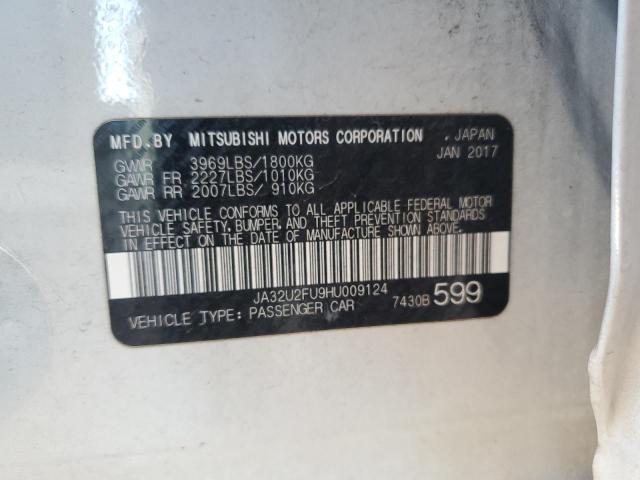 MFD.BY MITSUBISHI MOTORS CORPORATION , JAPAN
JAN 2017
GVWR 3969LBS/1800KG
GAWR FR 2227LBS/1010KG
GAWR RR 2007LBS/ 910KG
THIS VEHICLE CONFORMS TO ALL APPLICABLE FEDERAL MOTOR
VEHICLE SAFETY, BUMPER, AND THEFT PREVENTION STANDARDS
IN EFFECT ON THE DATE OF MANUFACTURE SHOWN ABOVE.
JA32U2FU9HU009124
VEHICLE TYPE: PASSENGER CAR 7430B 599